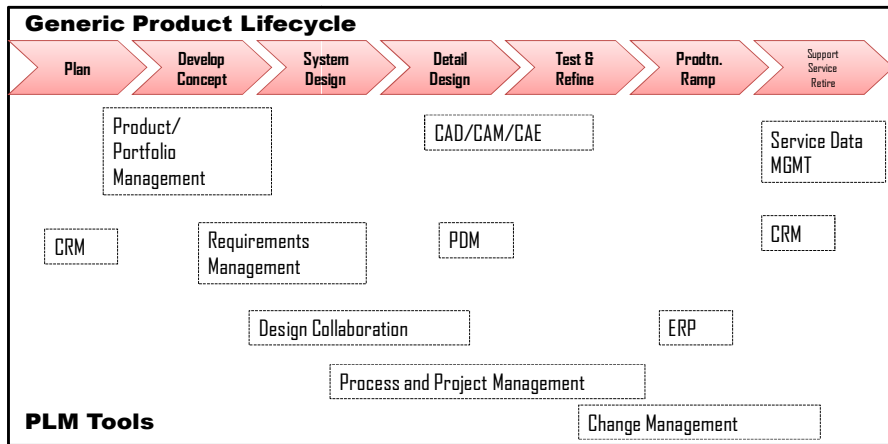 Generic Product Lifecycle
Plan
Develop
Concept
System
Design
Detail
Design
Test &
Refine
Prodtn.
Ramp
Support
Service
Retire
Product/
Portfolio
Management
CAD/CAM/CAE
Service Data
MGMT
CRM
Requirements
Management
PDM
CRM
Design Collaboration
ERP
Process and Project Management
Change Management
PLM Tools